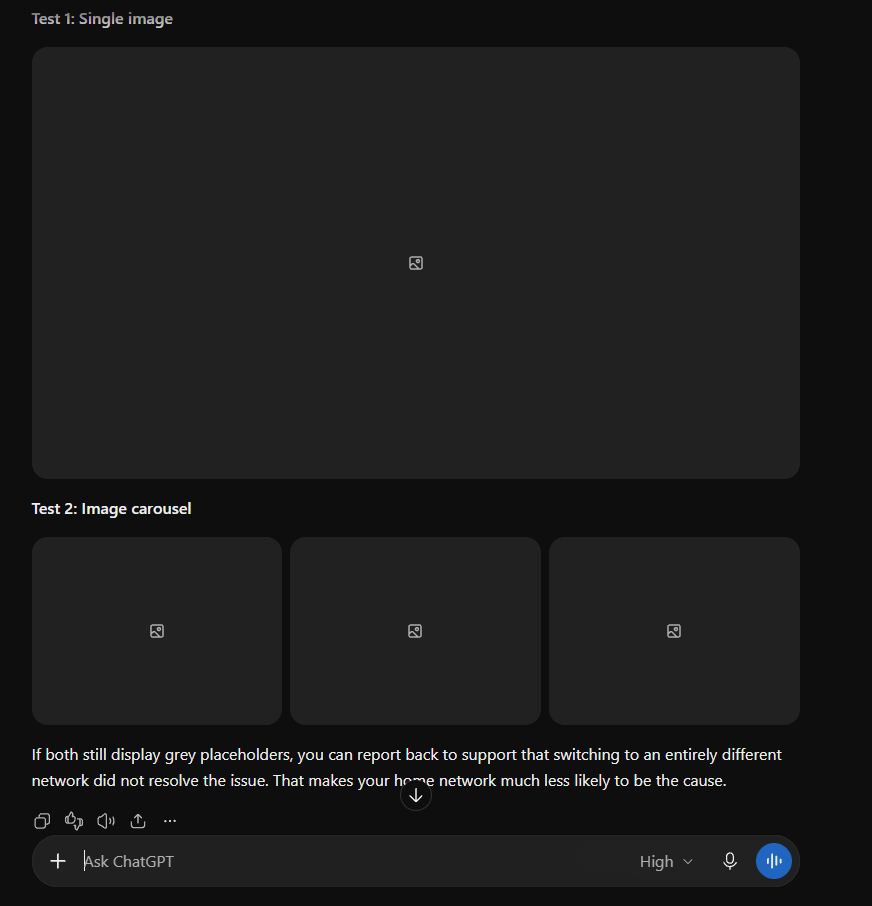 Test 1: Single image
Test 2: Image carousel
If both still display grey placeholders, you can report back to support that switching to an entirely different
network did not resolve the issue. That makes your home network much less likely to be the cause.
Ask ChatGPT
High